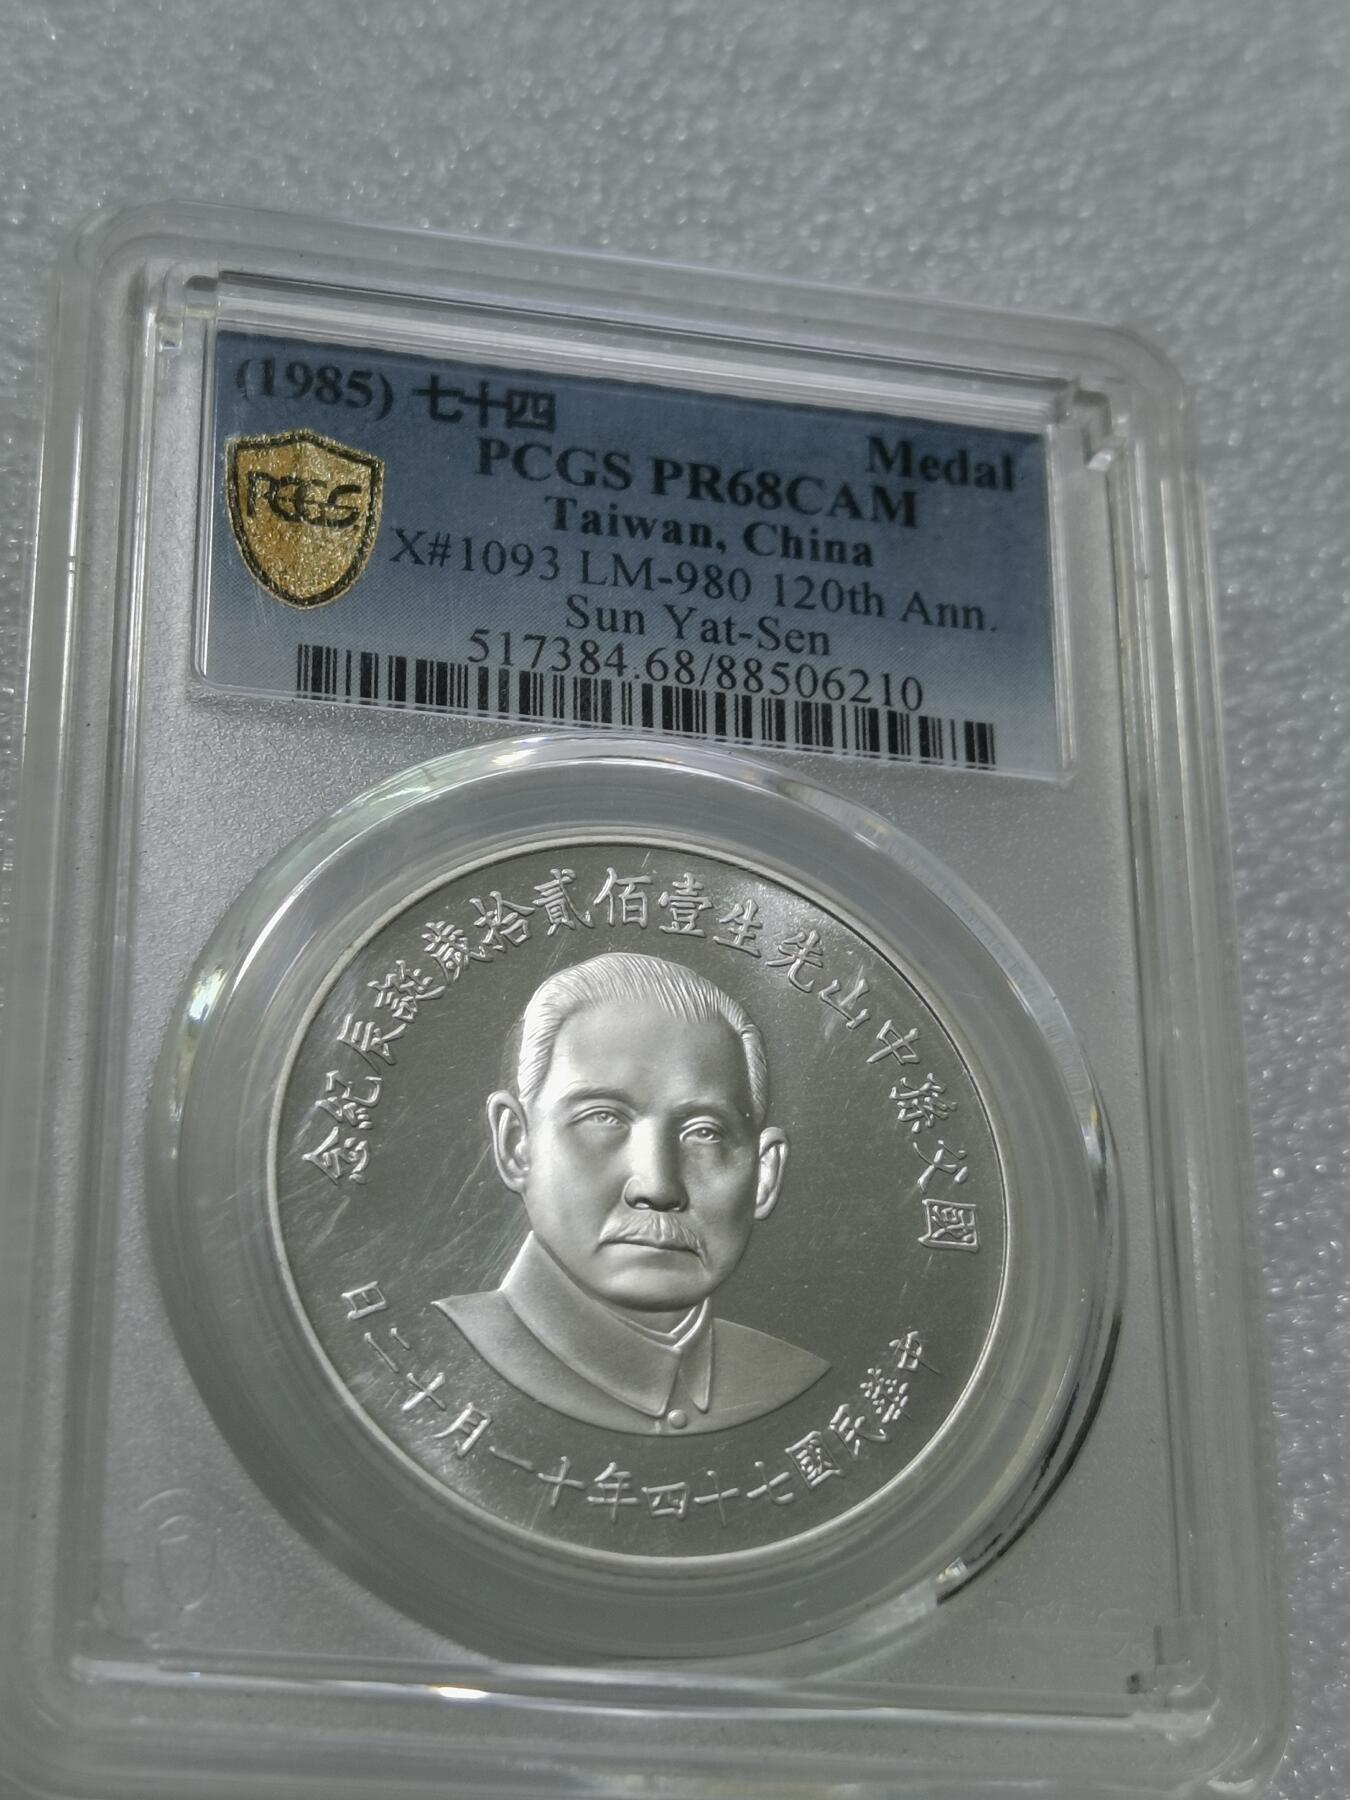 (1985) 七十四
Medal
PCGS PR68CAM
Taiwan, China
X#1093 LM-980 120th Ann.
Sun Yat-Sen
517384.68/88506210
PCGS
國父孫中山先生壹佰貳拾歲誕辰紀念
中華民國七十四年十一月十二日